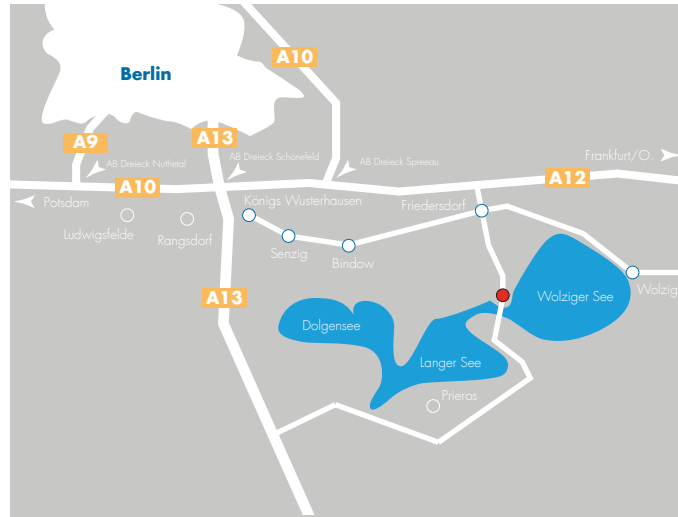 A10
Berlin
A9
A13
AB Dreieck Nuthetal
AB Dreieck Schönefeld
AB Dreieck Spreeau
Frankfurt/O.
A10
A12
Potsdam
Königs Wusterhausen
Friedersdorf
Ludwigsfelde
Rangsdorf
Senzig
Bindow
A13
Wolziger See
Wolzig
Dolgensee
Langer See
Prieros